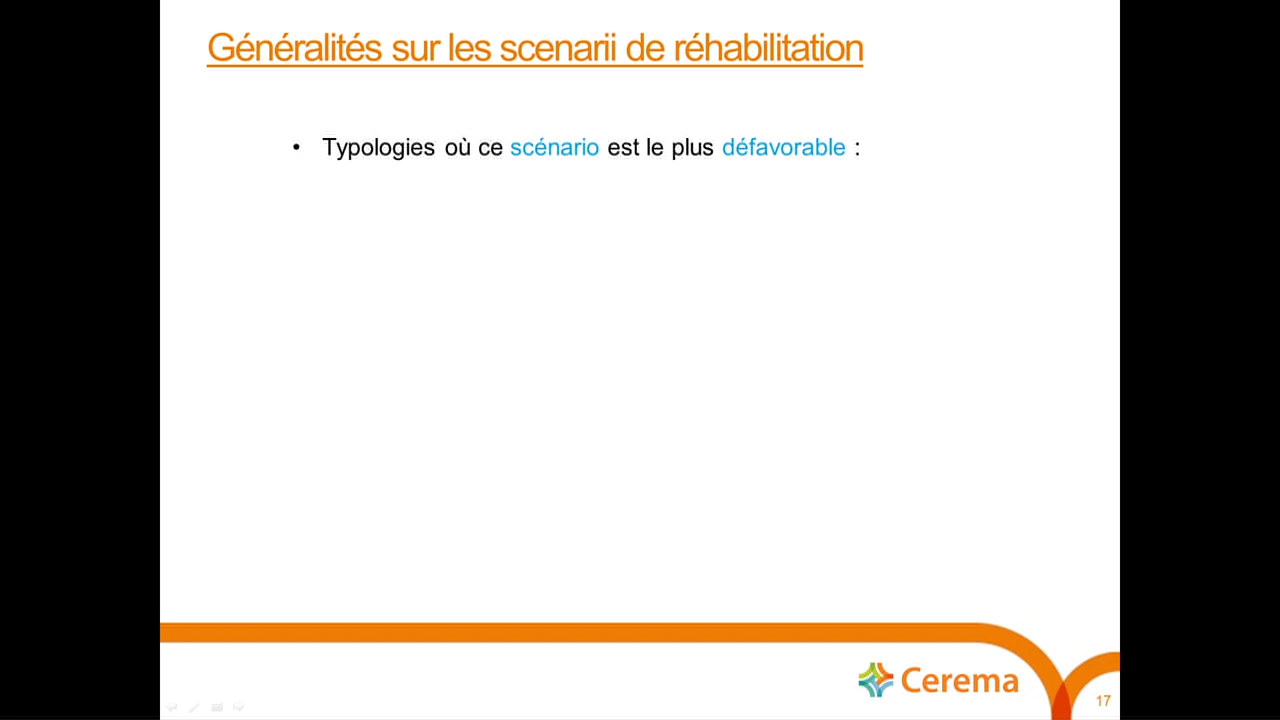 Généralités sur les scenarii de réhabilitation
• Typologies où ce scénario est le plus défavorable :
Cerema
17